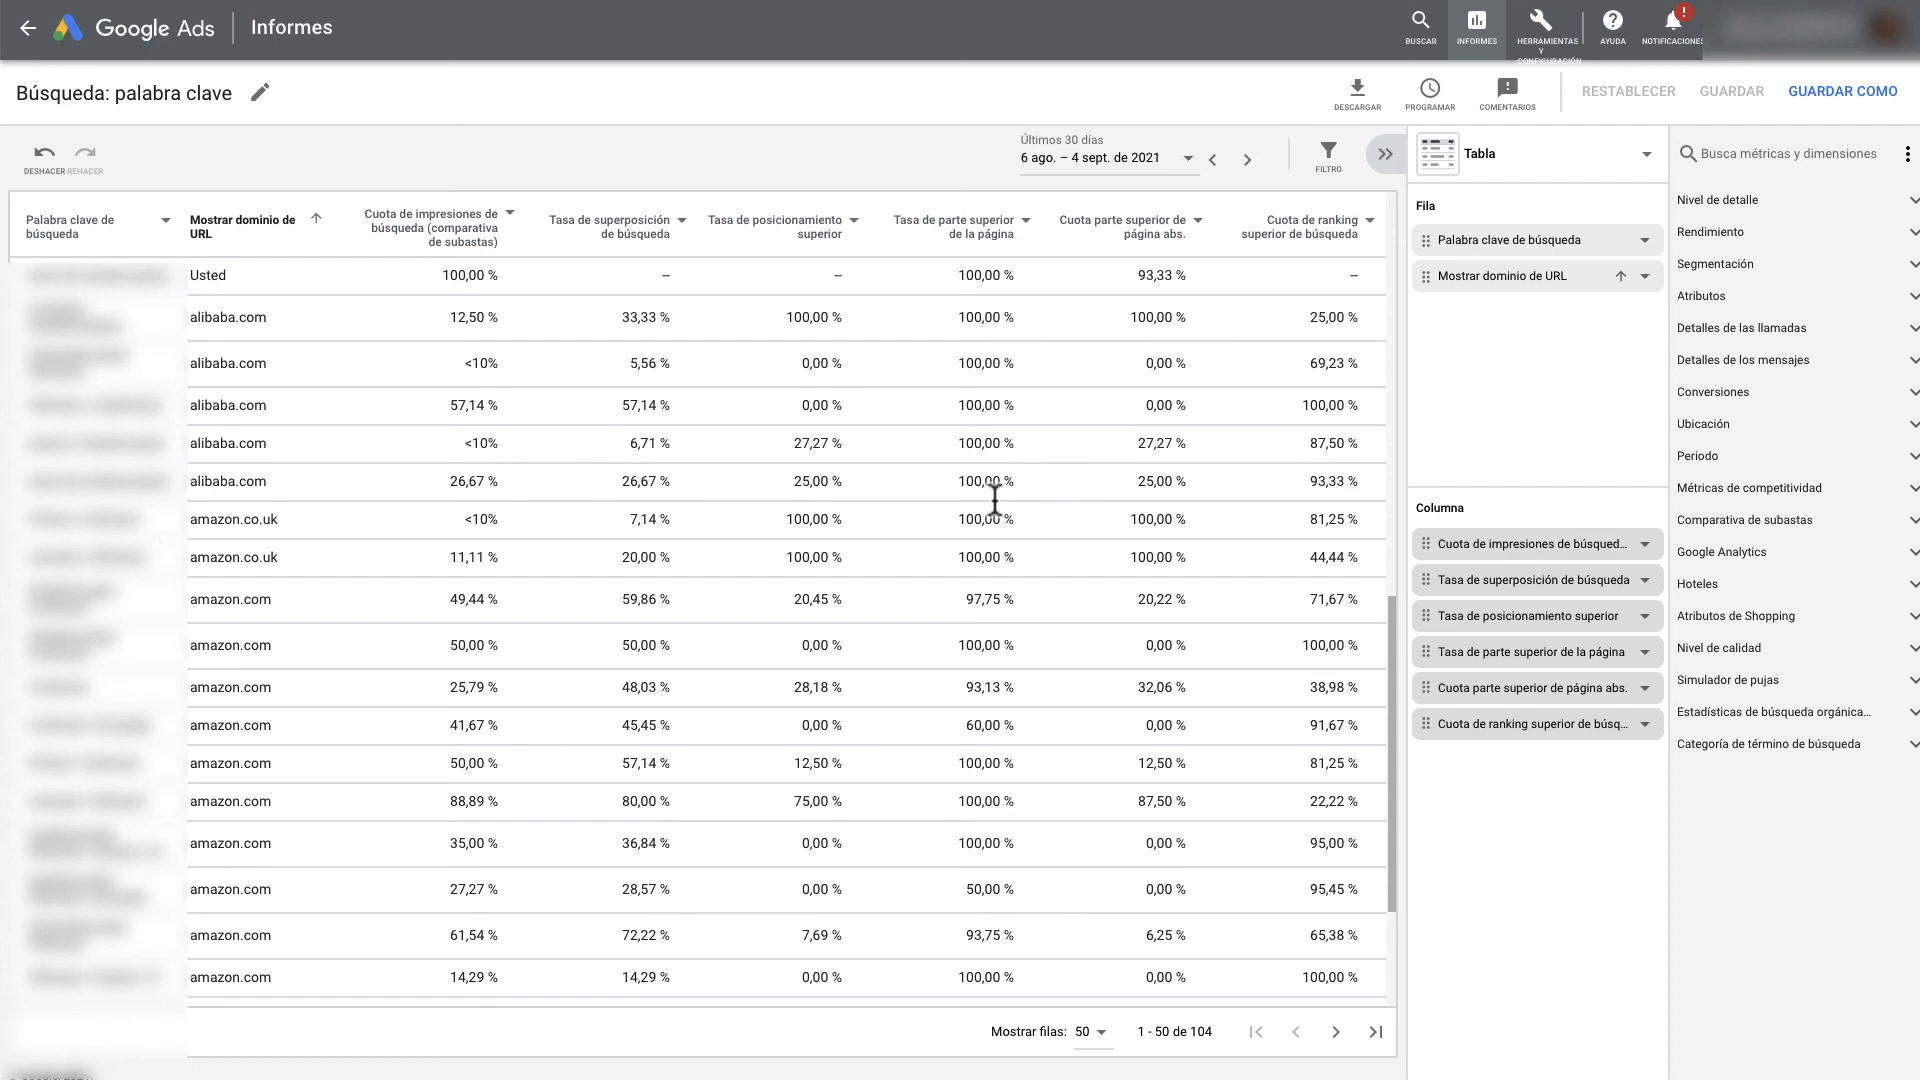 Google Ads
Informes
BUSCAR
INFORMES
HERRAMIENTAS
Y
CONFIGURACIÓN
AYUDA
!
NOTIFICACIONES
Búsqueda: palabra clave
DESCARGAR
PROGRAMAR
COMENTARIOS
RESTABLECER
GUARDAR
GUARDAR COMO
DESHACER
REHACER
Últimos 30 días
6 ago. – 4 sept. de 2021
FILTRO
Palabra clave de
búsqueda
Mostrar dominio de
URL
Cuota de impresiones de
búsqueda (comparativa
de subastas)
Tasa de superposición
de búsqueda
Tasa de posicionamiento
superior
Tasa de parte superior
de la página
Cuota parte superior de
página abs.
Cuota de ranking
superior de búsqueda
Usted 100,00 % – – 100,00 % 93,33 % –
alibaba.com 12,50 % 33,33 % 100,00 % 100,00 % 100,00 % 25,00 %
alibaba.com <10% 5,56 % 0,00 % 100,00 % 0,00 % 69,23 %
alibaba.com 57,14 % 57,14 % 0,00 % 100,00 % 0,00 % 100,00 %
alibaba.com <10% 6,71 % 27,27 % 100,00 % 27,27 % 87,50 %
alibaba.com 26,67 % 26,67 % 25,00 % 100,00 % 25,00 % 93,33 %
amazon.co.uk <10% 7,14 % 100,00 % 100,00 % 100,00 % 81,25 %
amazon.co.uk 11,11 % 20,00 % 100,00 % 100,00 % 100,00 % 44,44 %
amazon.com 49,44 % 59,86 % 20,45 % 97,75 % 20,22 % 71,67 %
amazon.com 50,00 % 50,00 % 0,00 % 100,00 % 0,00 % 100,00 %
amazon.com 25,79 % 48,03 % 28,18 % 93,13 % 32,06 % 38,98 %
amazon.com 41,67 % 45,45 % 0,00 % 60,00 % 0,00 % 91,67 %
amazon.com 50,00 % 57,14 % 12,50 % 100,00 % 12,50 % 81,25 %
amazon.com 88,89 % 80,00 % 75,00 % 100,00 % 87,50 % 22,22 %
amazon.com 35,00 % 36,84 % 0,00 % 100,00 % 0,00 % 95,00 %
amazon.com 27,27 % 28,57 % 0,00 % 50,00 % 0,00 % 95,45 %
amazon.com 61,54 % 72,22 % 7,69 % 93,75 % 6,25 % 65,38 %
amazon.com 14,29 % 14,29 % 0,00 % 100,00 % 0,00 % 100,00 %
Mostrar filas: 50 1 - 50 de 104
Tabla
Fila
Palabra clave de búsqueda
Mostrar dominio de URL
Columna
Cuota de impresiones de búsqued...
Tasa de superposición de búsqueda
Tasa de posicionamiento superior
Tasa de parte superior de la página
Cuota parte superior de página abs.
Cuota de ranking superior de búsq...
Busca métricas y dimensiones
Nivel de detalle
Rendimiento
Segmentación
Atributos
Detalles de las llamadas
Detalles de los mensajes
Conversiones
Ubicación
Periodo
Métricas de competitividad
Comparativa de subastas
Google Analytics
Hoteles
Atributos de Shopping
Nivel de calidad
Simulador de pujas
Estadísticas de búsqueda orgánica...
Categoría de término de búsqueda